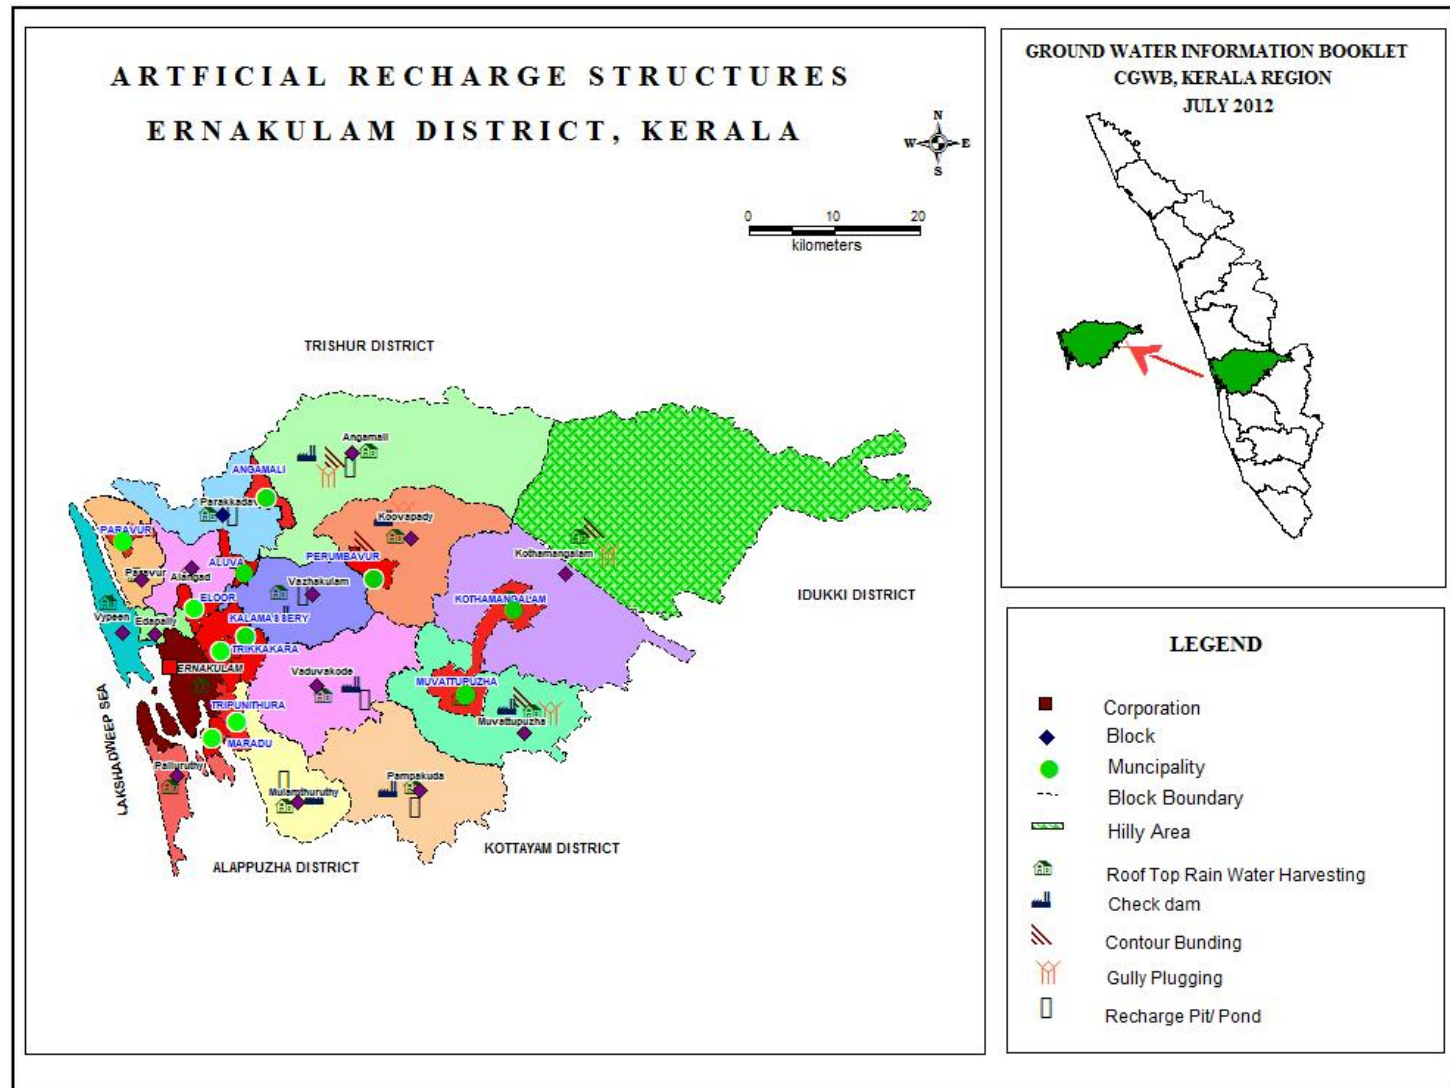 ARTFICIAL RECHARGE STRUCTURES
ERNAKULAM DISTRICT, KERALA
N
W E
S
0 10 20
kilometers
TRISHUR DISTRICT
Angamali
ANGAMALI
Parakkadav
Koovapady
PARAVUR
PERUMBAVUR
Kothamangalam
ALUVA
Paravur
Alangad
Vazhakulam
IDUKKI DISTRICT
ELOOR
KOTHAMANGALAM
Vypeen
Edapally
KALAMASSERY
TRIKKAKARA
ERNAKULAM
Vaduvakode
MUVATTUPUZHA
LAKSHADWEEP SEA
TRIPUNITHURA
Muvattupuzha
MARADU
Palluruthy
Pampakuda
Mulamthuruthy
KOTTAYAM DISTRICT
ALAPPUZHA DISTRICT
GROUND WATER INFORMATION BOOKLET
CGWB, KERALA REGION
JULY 2012
LEGEND
Corporation
Block
Muncipality
Block Boundary
Hilly Area
Roof Top Rain Water Harvesting
Check dam
Contour Bunding
Gully Plugging
Recharge Pit/ Pond